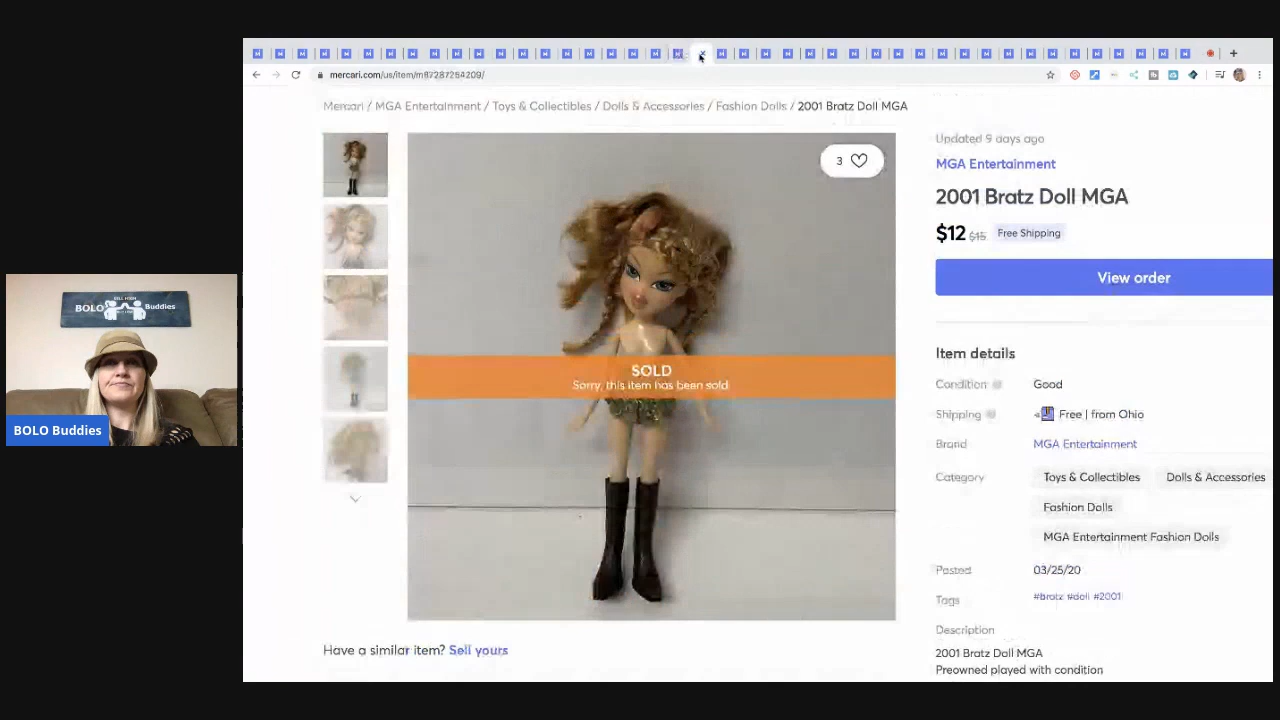 mercari.com/us/item/m87287254209/
Mercari / MGA Entertainment / Toys & Collectibles / Dolls & Accessories / Fashion Dolls / 2001 Bratz Doll MGA
3
Updated 9 days ago
MGA Entertainment
2001 Bratz Doll MGA
$12 $15 Free Shipping
View order
SOLD
Sorry, this item has been sold
Item details
Condition Good
Shipping Free | from Ohio
Brand MGA Entertainment
Category Toys & Collectibles Dolls & Accessories
Fashion Dolls
MGA Entertainment Fashion Dolls
Posted 03/25/20
Tags #bratz #doll #2001
Description
2001 Bratz Doll MGA
Preowned played with condition
Have a similar item? Sell yours
BOLO Buddies
BOLO Buddies